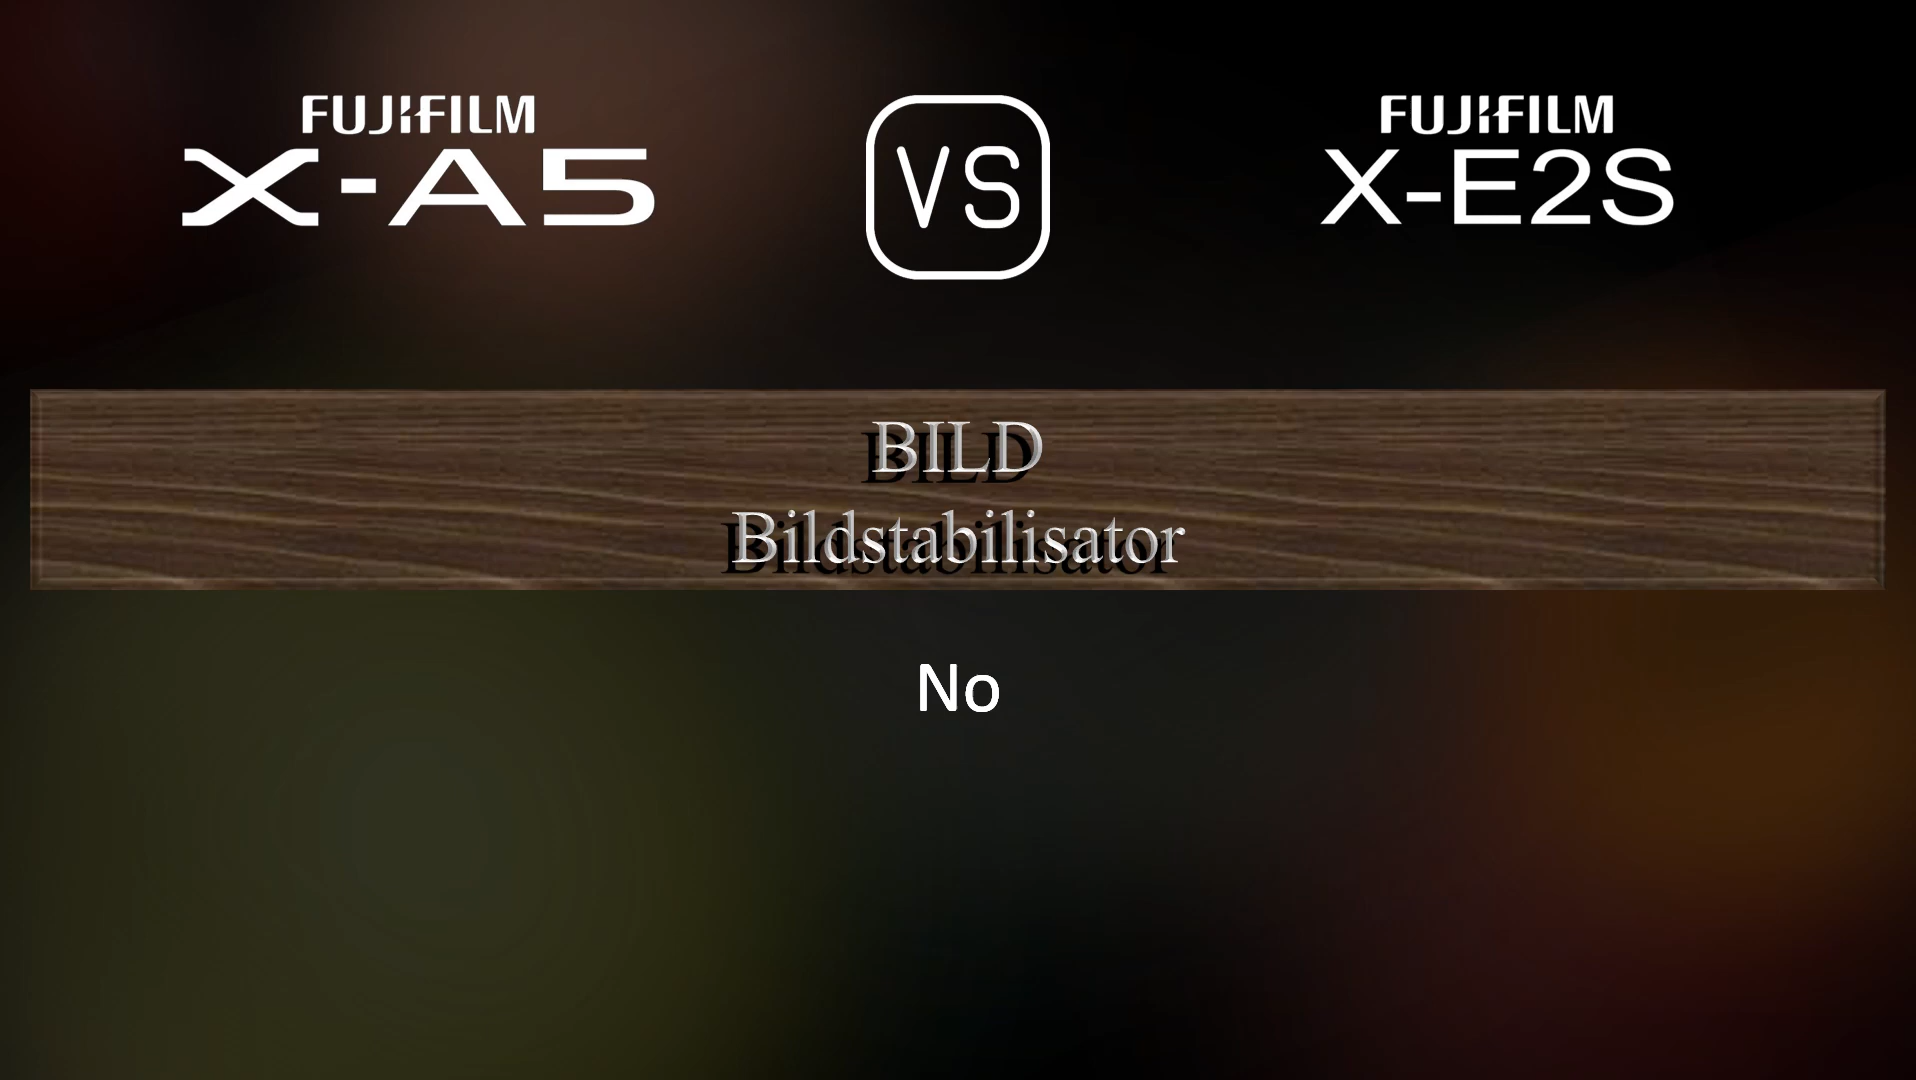 FUJIFILM
X-A5
VS
FUJIFILM
X-E2S
BILD
Bildstabilisator
No